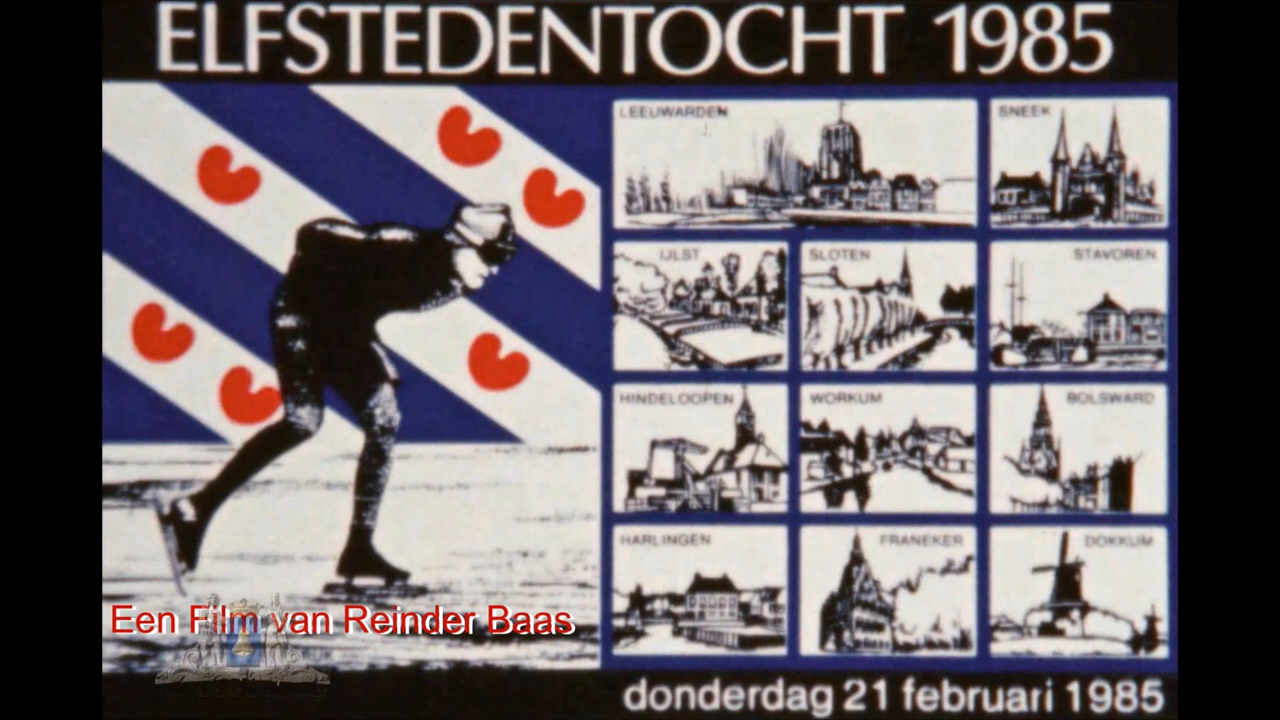 ELFSTEDENTOCHT 1985
LEEUWARDEN
SNEEK
IJLST
SLOTEN
STAVOREN
HINDELOOPEN
WORKUM
BOLSWARD
HARLINGEN
FRANEKER
DOKKUM
Een Film van Reinder Baas
donderdag 21 februari 1985